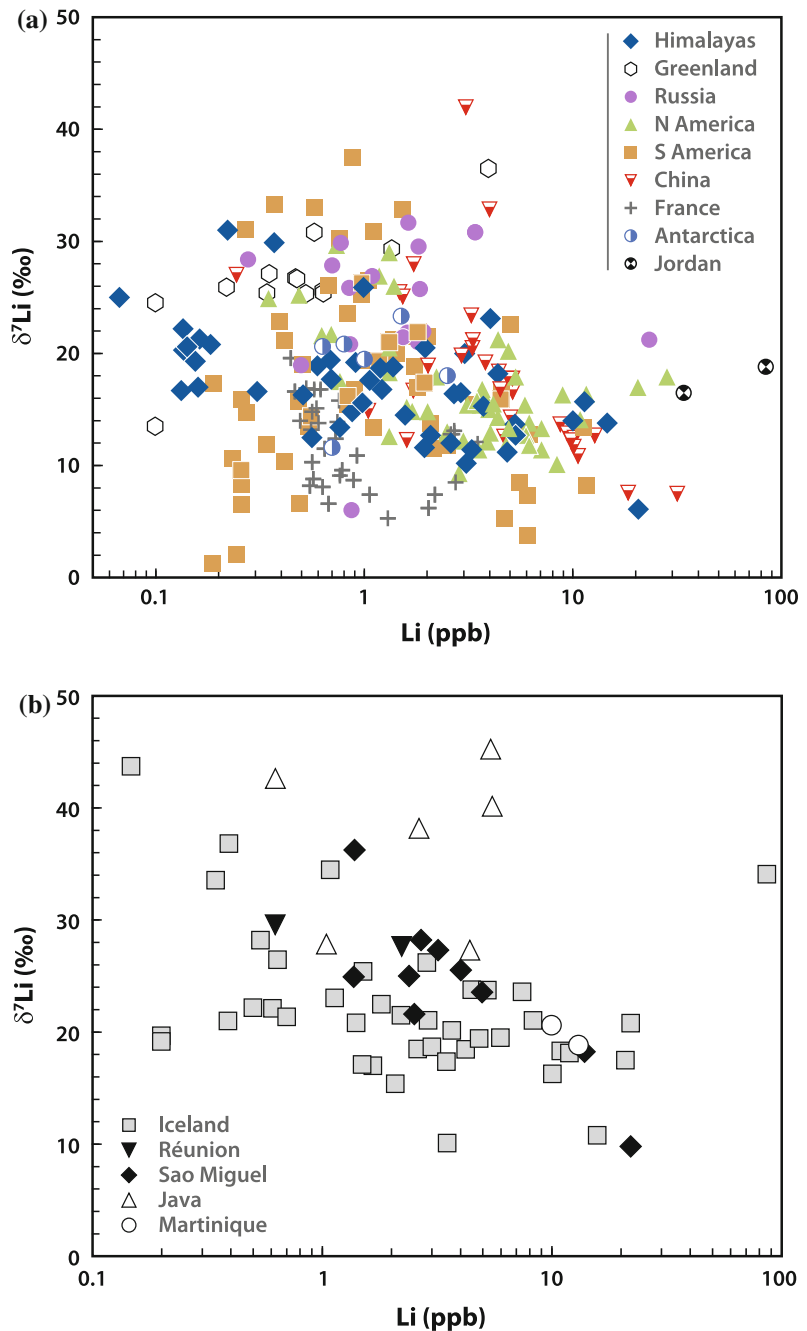 (a)
50
40
30
20
10
0
δ⁷Li (‰)
0.1 1 10 100
Li (ppb)
Himalayas
Greenland
Russia
N America
S America
China
France
Antarctica
Jordan
(b)
50
40
30
20
10
0
δ⁷Li (‰)
Iceland
Réunion
Sao Miguel
Java
Martinique
0.1 1 10 100
Li (ppb)